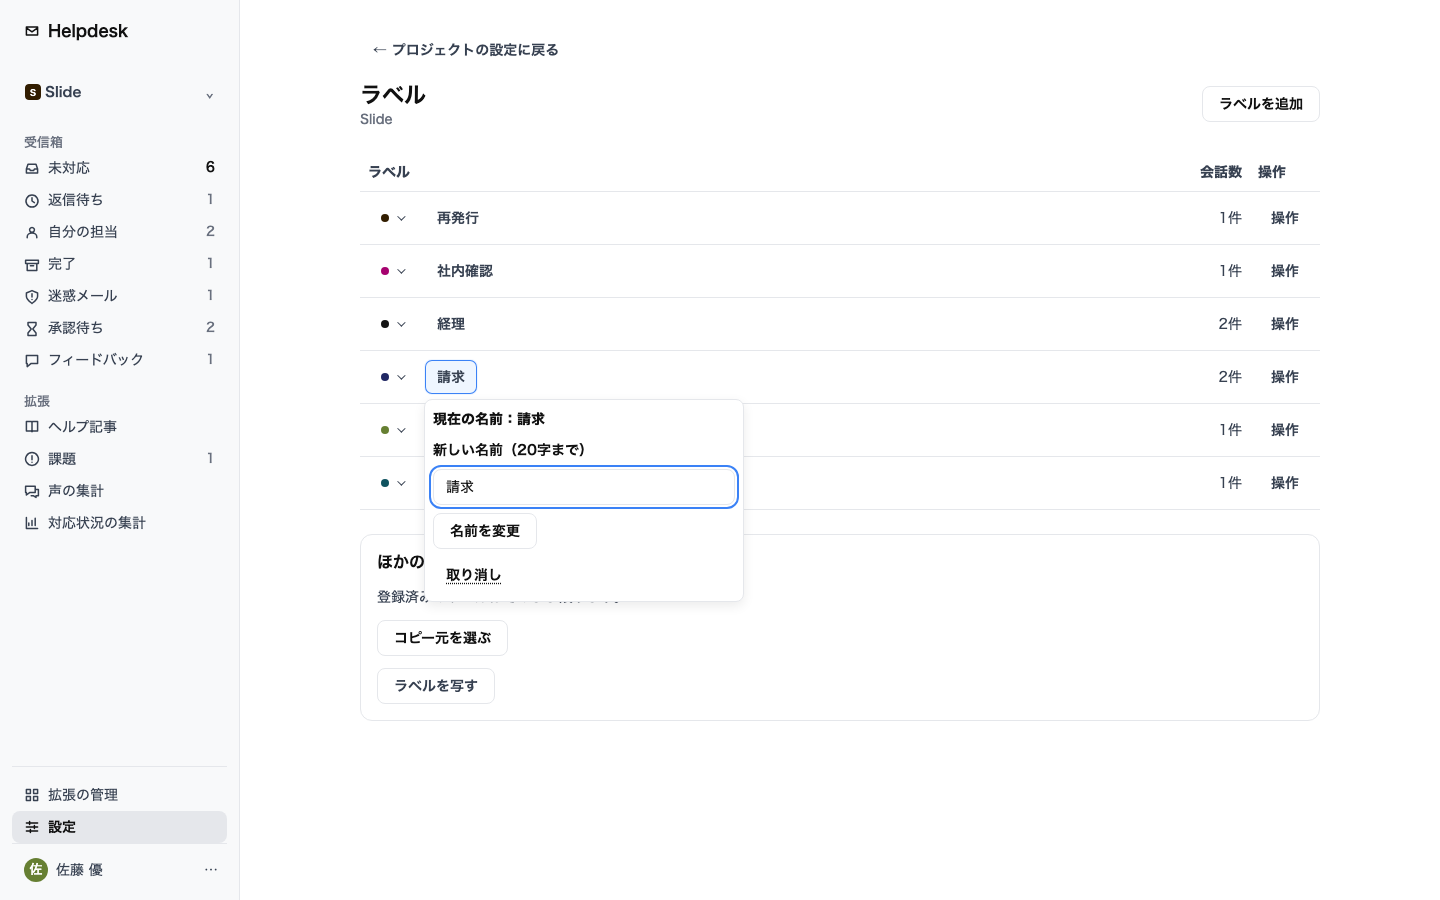 Helpdesk
S Slide
受信箱
未対応 6
返信待ち 1
自分の担当 2
完了 1
迷惑メール 1
承認待ち 2
フィードバック 1
拡張
ヘルプ記事
課題 1
声の集計
対応状況の集計
拡張の管理
設定
佐 佐藤 優 …
← プロジェクトの設定に戻る
ラベル
Slide
ラベルを追加
ラベル 会話数 操作
再発行 1件 操作
社内確認 1件 操作
経理 2件 操作
請求 2件 操作
1件 操作
1件 操作
現在の名前：請求
新しい名前（20字まで）
請求
名前を変更
取り消し
ほかの
登録済み
コピー元を選ぶ
ラベルを写す